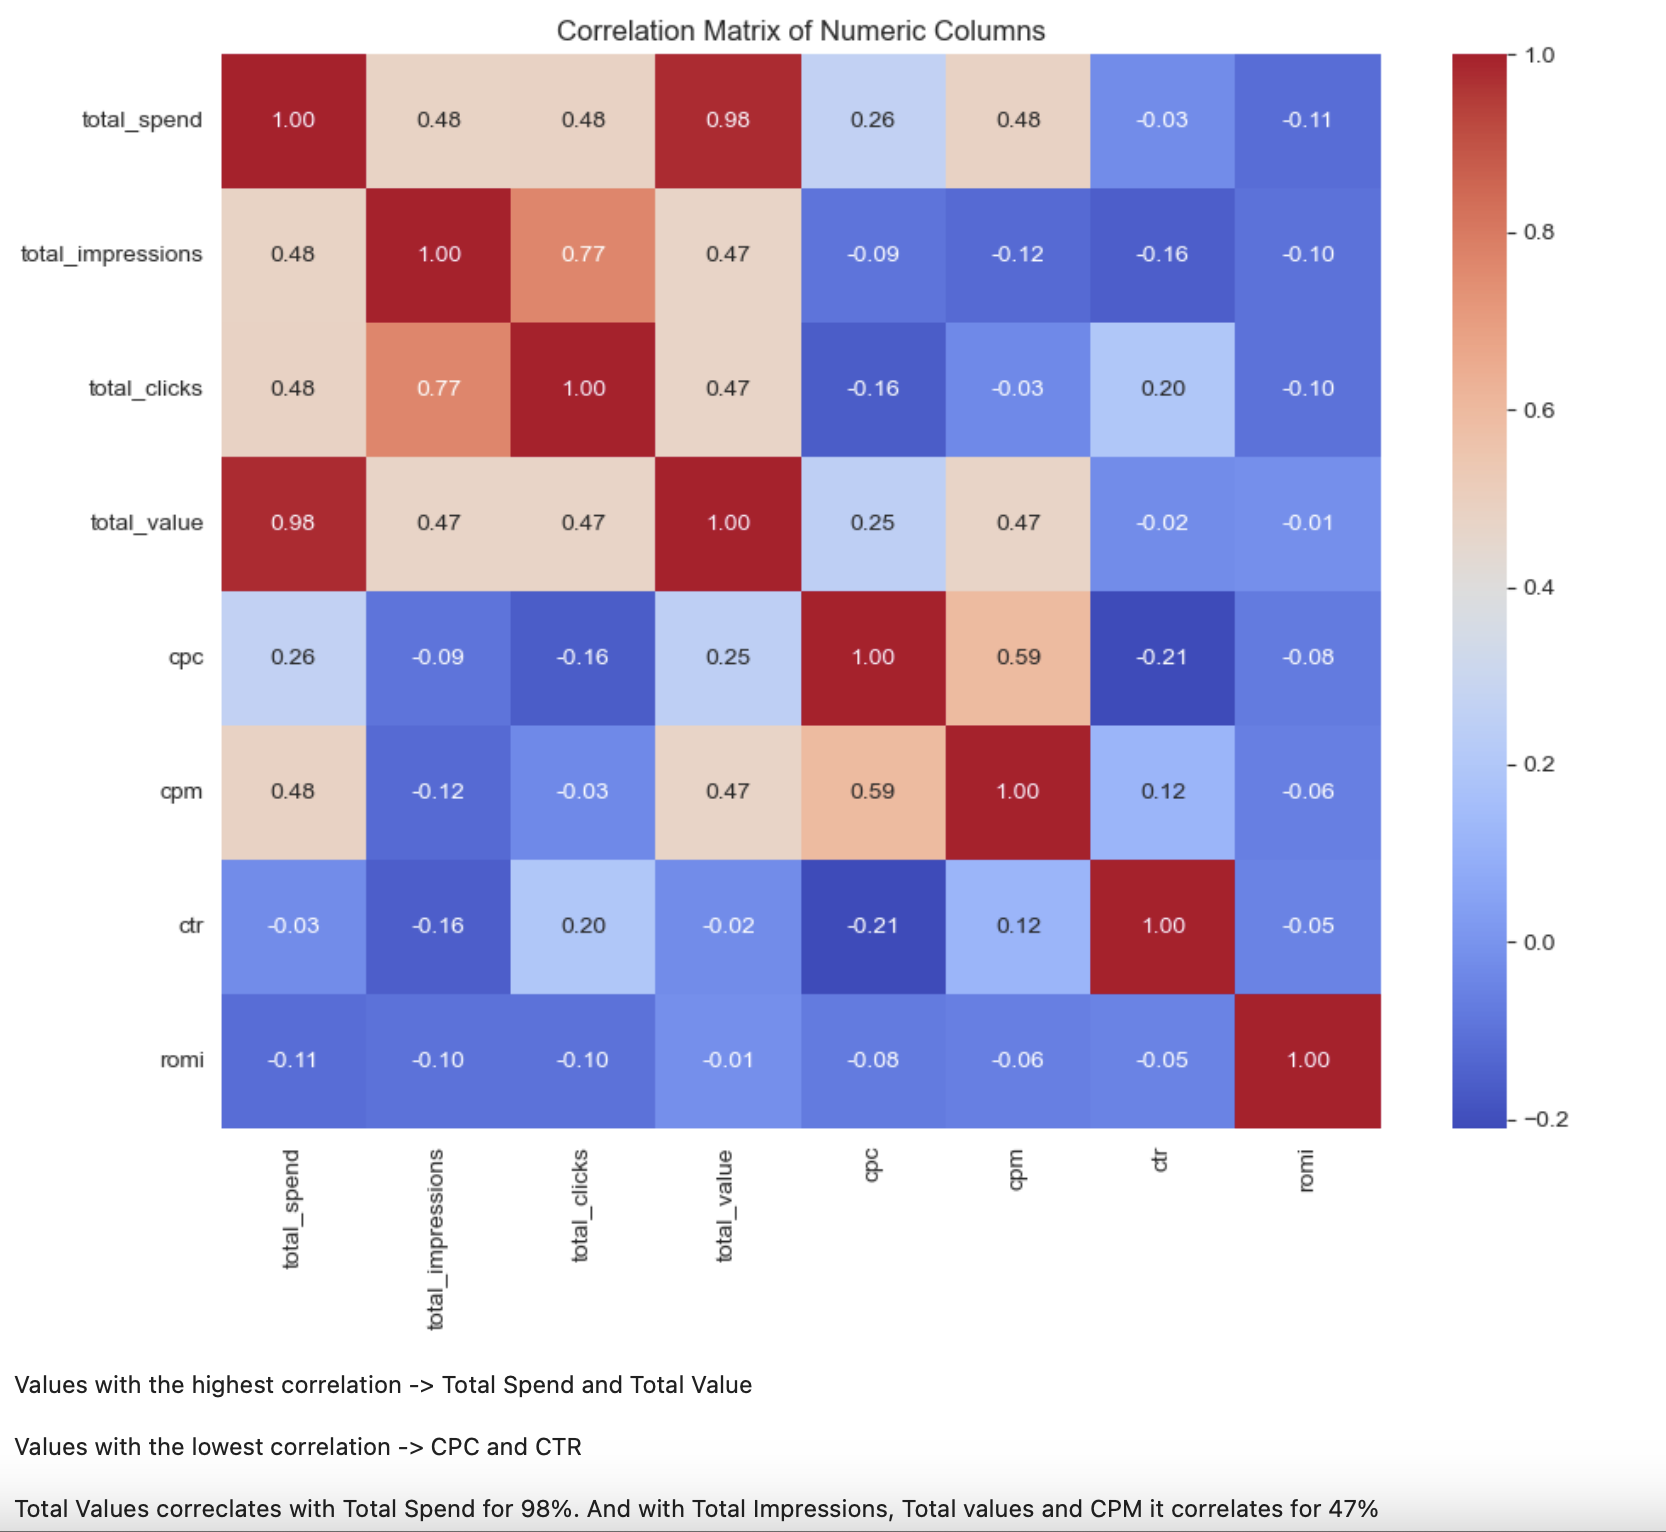 Correlation Matrix of Numeric Columns
total_spend 1.00 0.48 0.48 0.98 0.26 0.48 -0.03 -0.11
total_impressions 0.48 1.00 0.77 0.47 -0.09 -0.12 -0.16 -0.10
total_clicks 0.48 0.77 1.00 0.47 -0.16 -0.03 0.20 -0.10
total_value 0.98 0.47 0.47 1.00 0.25 0.47 -0.02 -0.01
cpc 0.26 -0.09 -0.16 0.25 1.00 0.59 -0.21 -0.08
cpm 0.48 -0.12 -0.03 0.47 0.59 1.00 0.12 -0.06
ctr -0.03 -0.16 0.20 -0.02 -0.21 0.12 1.00 -0.05
romi -0.11 -0.10 -0.10 -0.01 -0.08 -0.06 -0.05 1.00
total_spend total_impressions total_clicks total_value cpc cpm ctr romi
1.0
0.8
0.6
0.4
0.2
0.0
−0.2
Values with the highest correlation -> Total Spend and Total Value
Values with the lowest correlation -> CPC and CTR
Total Values correclates with Total Spend for 98%. And with Total Impressions, Total values and CPM it correlates for 47%